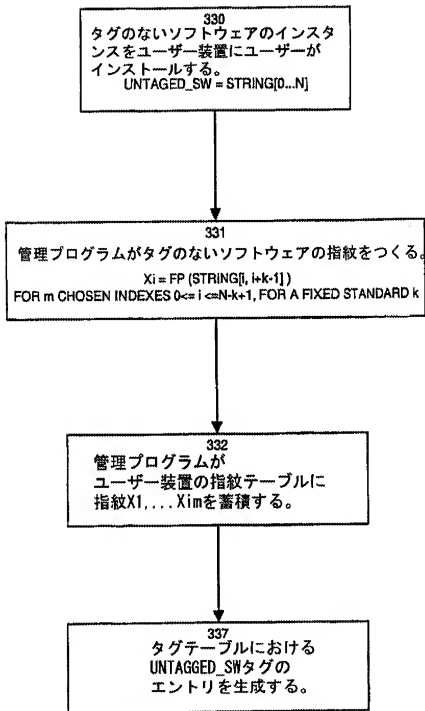 330
タグのないソフトウェアのインスタ
ンスをユーザー装置にユーザーが
インストールする。
UNTAGED_SW = STRING[0...N]
331
管理プログラムがタグのないソフトウェアの指紋をつくる。
Xi = FP (STRING[i, i+k-1] )
FOR m CHOSEN INDEXES 0<= i <=N-k+1, FOR A FIXED STANDARD k
332
管理プログラムが
ユーザー装置の指紋テーブルに
指紋X1,...Ximを蓄積する。
337
タグテーブルにおける
UNTAGGED_SWタグの
エントリを生成する。